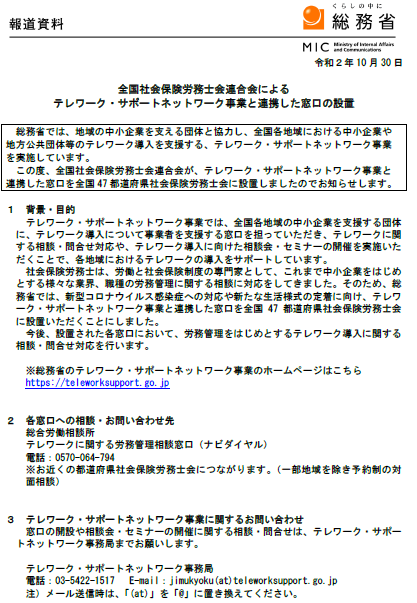 報道資料
くらしの中に
総務省
MIC Ministry of Internal Affairs
and Communications
令和２年10月30日
全国社会保険労務士会連合会による
テレワーク・サポートネットワーク事業と連携した窓口の設置
総務省では、地域の中小企業を支える団体と協力し、全国各地域における中小企業や
地方公共団体等のテレワーク導入を支援する、テレワーク・サポートネットワーク事業
を実施しています。
この度、全国社会保険労務士会連合会が、テレワーク・サポートネットワーク事業と
連携した窓口を全国47都道府県社会保険労務士会に設置しましたのでお知らせします。
１　背景・目的
テレワーク・サポートネットワーク事業では、全国各地域の中小企業を支援する団体
に、テレワーク導入について事業者を支援する窓口を担っていただき、テレワークに関
する相談・問合せ対応や、テレワーク導入に向けた相談会・セミナーの開催を実施いた
だくことで、各地域におけるテレワークの導入をサポートしています。
社会保険労務士は、労働と社会保険制度の専門家として、これまで中小企業をはじめ
とする様々な業界、職種の労務管理に関する相談に対応をしてきました。そのため、総
務省では、新型コロナウイルス感染症への対応や新たな生活様式の定着に向け、テレワ
ーク・サポートネットワーク事業と連携した窓口を全国 47 都道府県社会保険労務士会
に設置いただくことにしました。
今後、設置された各窓口において、労務管理をはじめとするテレワーク導入に関する
相談・問合せ対応を行います。
※総務省のテレワーク・サポートネットワーク事業のホームページはこちら
https://teleworksupport.go.jp
２　各窓口への相談・お問い合わせ先
総合労働相談所
テレワークに関する労務管理相談窓口（ナビダイヤル）
電話：0570-064-794
※お近くの都道府県社会保険労務士会につながります。（一部地域を除き予約制の対
面相談）
３　テレワーク・サポートネットワーク事業に関するお問い合わせ
窓口の開設や相談会・セミナーの開催に関する相談・問合せは、テレワーク・サポー
トネットワーク事務局までお願いします。
テレワーク・サポートネットワーク事務局
電話：03-5422-1517　E-mail：jimukyoku(at)teleworksupport.go.jp
注）メール送信時は、「(at)」を「@」に置き換えてください。